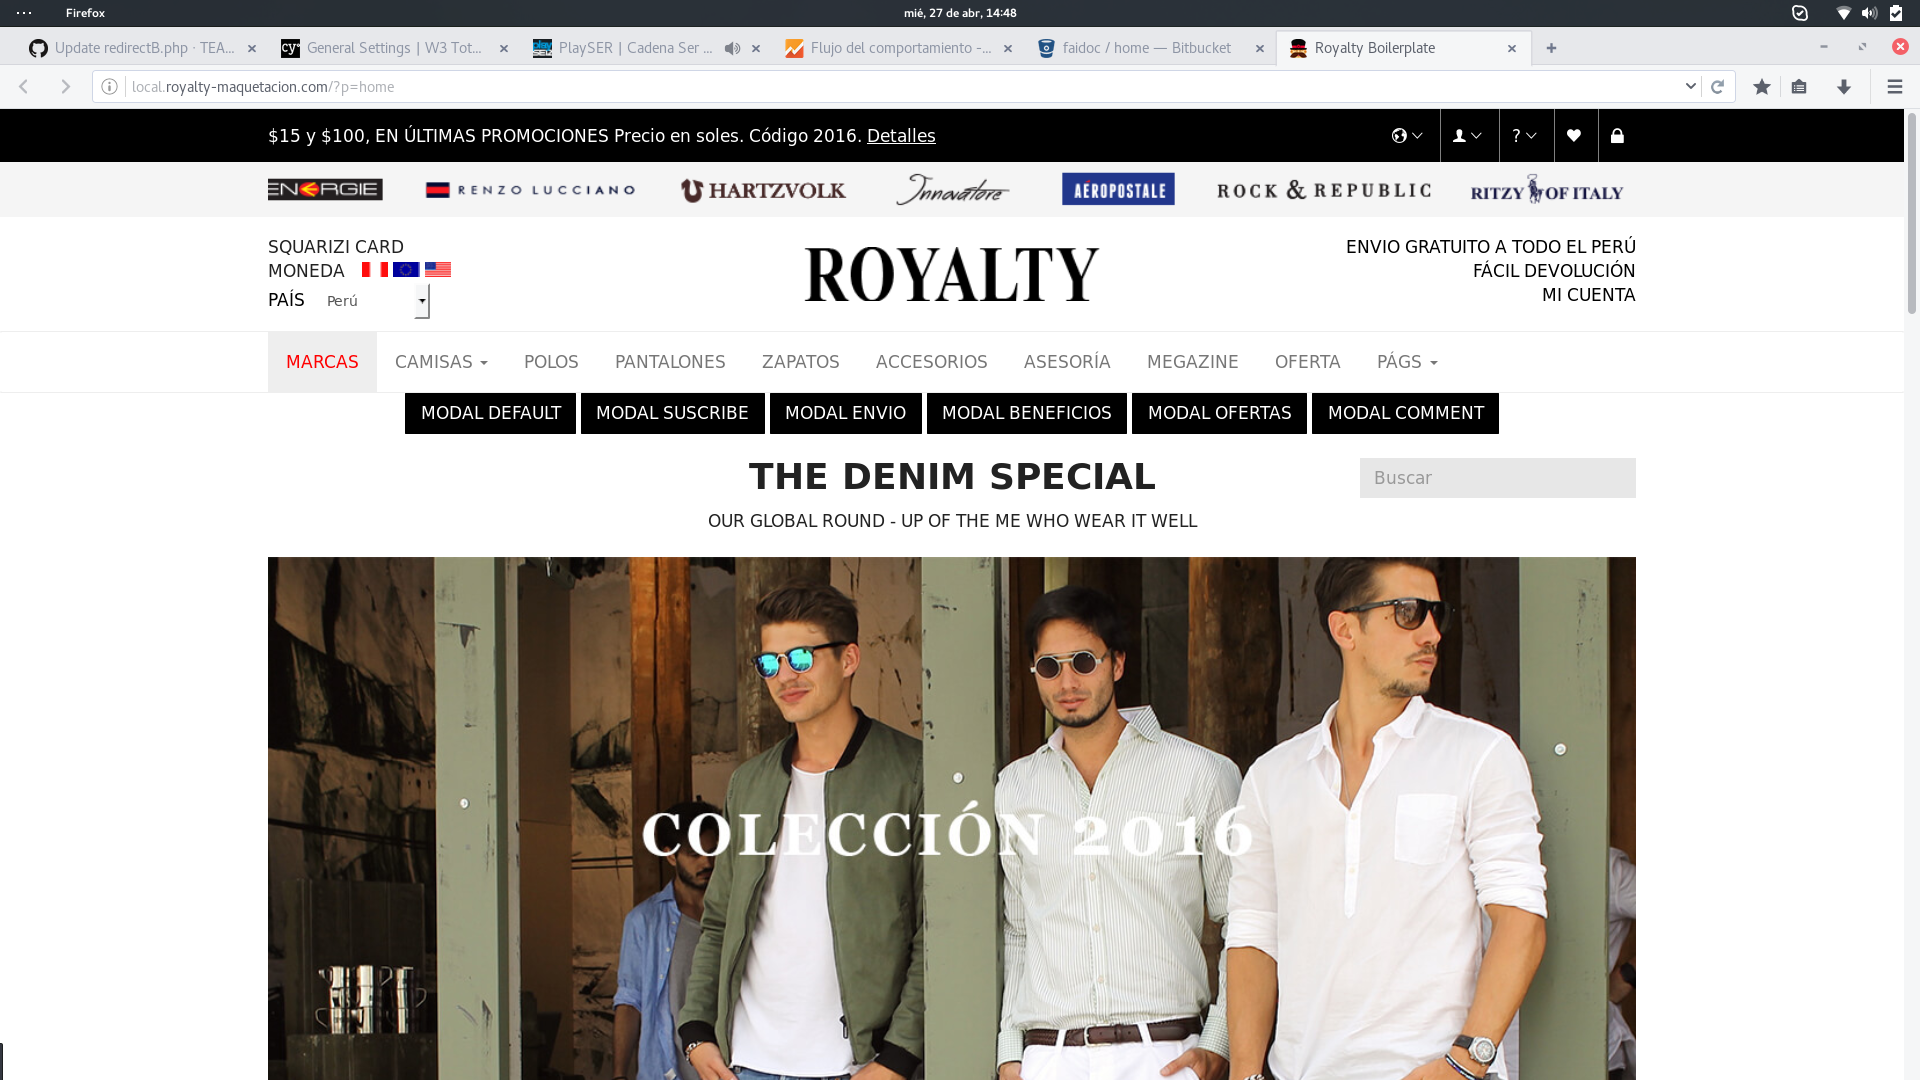 Firefox
mié, 27 de abr, 14:48
Update redirectB.php · TEA...
General Settings | W3 Tot...
PlaySER | Cadena Ser ...
Flujo del comportamiento -...
faidoc / home — Bitbucket
Royalty Boilerplate
local.royalty-maquetacion.com/?p=home
$15 y $100, EN ÚLTIMAS PROMOCIONES Precio en soles. Código 2016. Detalles
?
ENERGIE
RENZO LUCCIANO
HARTZVOLK
Innovatore
AÉROPOSTALE
ROCK & REPUBLIC
RITZY OF ITALY
SQUARIZI CARD
MONEDA
PAÍS Perú
ROYALTY
ENVIO GRATUITO A TODO EL PERÚ
FÁCIL DEVOLUCIÓN
MI CUENTA
MARCAS CAMISAS POLOS PANTALONES ZAPATOS ACCESORIOS ASESORÍA MEGAZINE OFERTA PÁGS
MODAL DEFAULT MODAL SUSCRIBE MODAL ENVIO MODAL BENEFICIOS MODAL OFERTAS MODAL COMMENT
THE DENIM SPECIAL
Buscar
OUR GLOBAL ROUND - UP OF THE ME WHO WEAR IT WELL
COLECCIÓN 2016